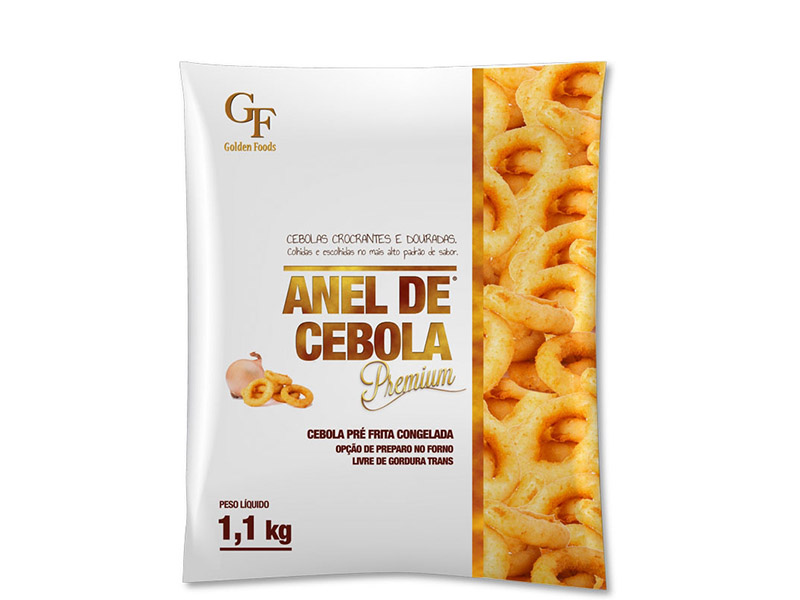 GF
Golden Foods
CEBOLAS CROCRANTES E DOURADAS.
Colhidas e escolhidas no mais alto padrão de sabor.
ANEL DE®
CEBOLA
Premium
CEBOLA PRÉ FRITA CONGELADA
OPÇÃO DE PREPARO NO FORNO
LIVRE DE GORDURA TRANS
PESO LÍQUIDO
1,1 kg